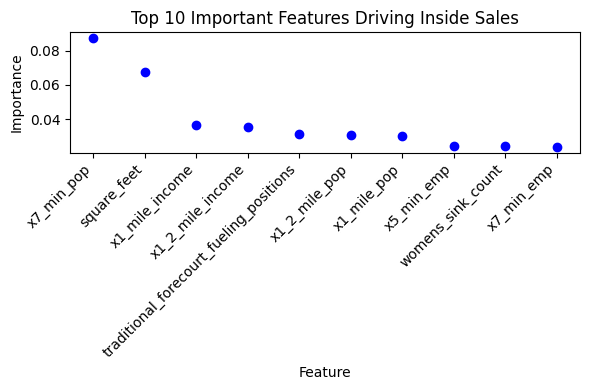 Top 10 Important Features Driving Inside Sales
Importance
0.08
0.06
0.04
x7_min_pop
square_feet
x1_mile_income
x1_2_mile_income
traditional_forecourt_fueling_positions
x1_2_mile_pop
x1_mile_pop
x5_min_emp
womens_sink_count
x7_min_emp
Feature